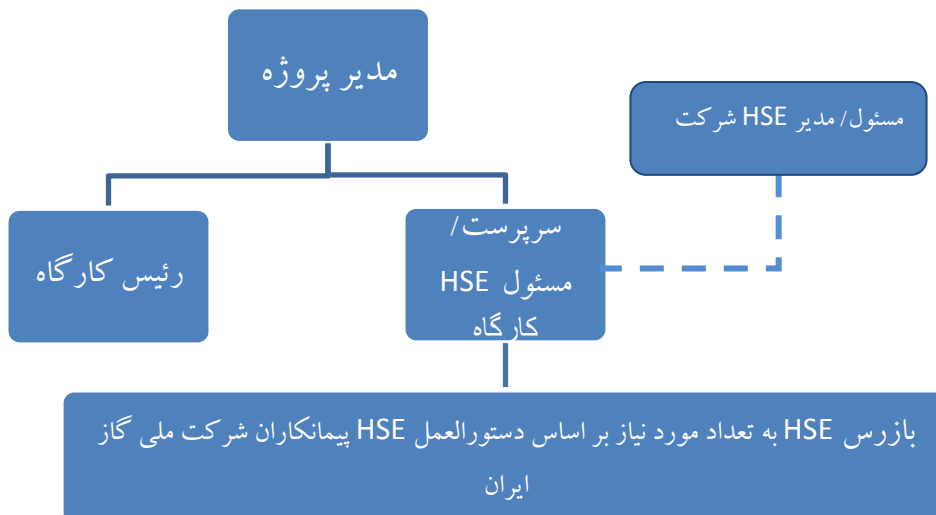 مدیر پروژه
مسئول/ مدیر HSE شرکت
سرپرست/
مسئول HSE
کارگاه
رئیس کارگاه
بازرس HSE به تعداد مورد نیاز بر اساس دستورالعمل HSE پیمانکاران شرکت ملی گاز
ایران